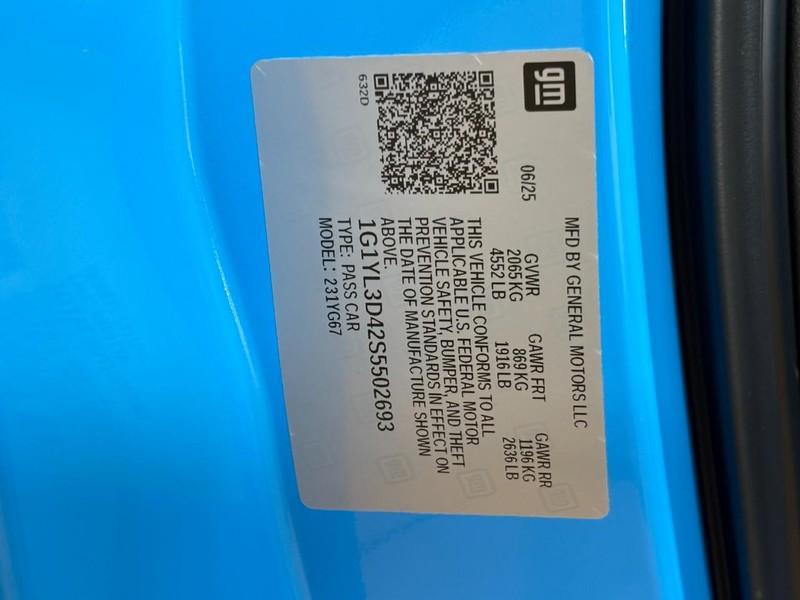 gm
MFD BY GENERAL MOTORS LLC
06/25
GVWR GAWR FRT GAWR RR
2065 KG 869 KG 1196 KG
4552 LB 1916 LB 2636 LB
THIS VEHICLE CONFORMS TO ALL
APPLICABLE U.S. FEDERAL MOTOR
VEHICLE SAFETY, BUMPER, AND THEFT
PREVENTION STANDARDS IN EFFECT ON
THE DATE OF MANUFACTURE SHOWN
ABOVE.
1G1YL3D42S5502693
TYPE: PASS CAR
MODEL: 231YG67
632D